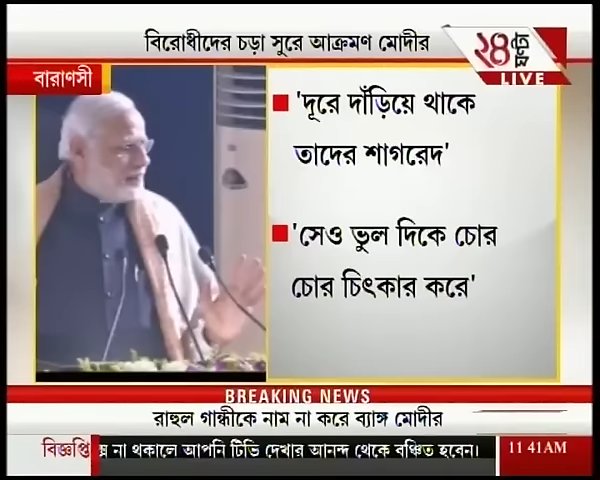 বিরোধীদের চড়া সুরে আক্রমণ মোদীর
২৪ ঘণ্টা
LIVE
বারাণসী
'দূরে দাঁড়িয়ে থাকে
তাদের শাগরেদ'
'সেও ভুল দিকে চোর
চোর চিৎকার করে'
BREAKING NEWS
রাহুল গান্ধীকে নাম না করে ব্যাঙ্গ মোদীর
বিজ্ঞপ্তি
না থাকালে আপনি টিভি দেখার আনন্দ থেকে বঞ্চিত হবেন।
11 41AM